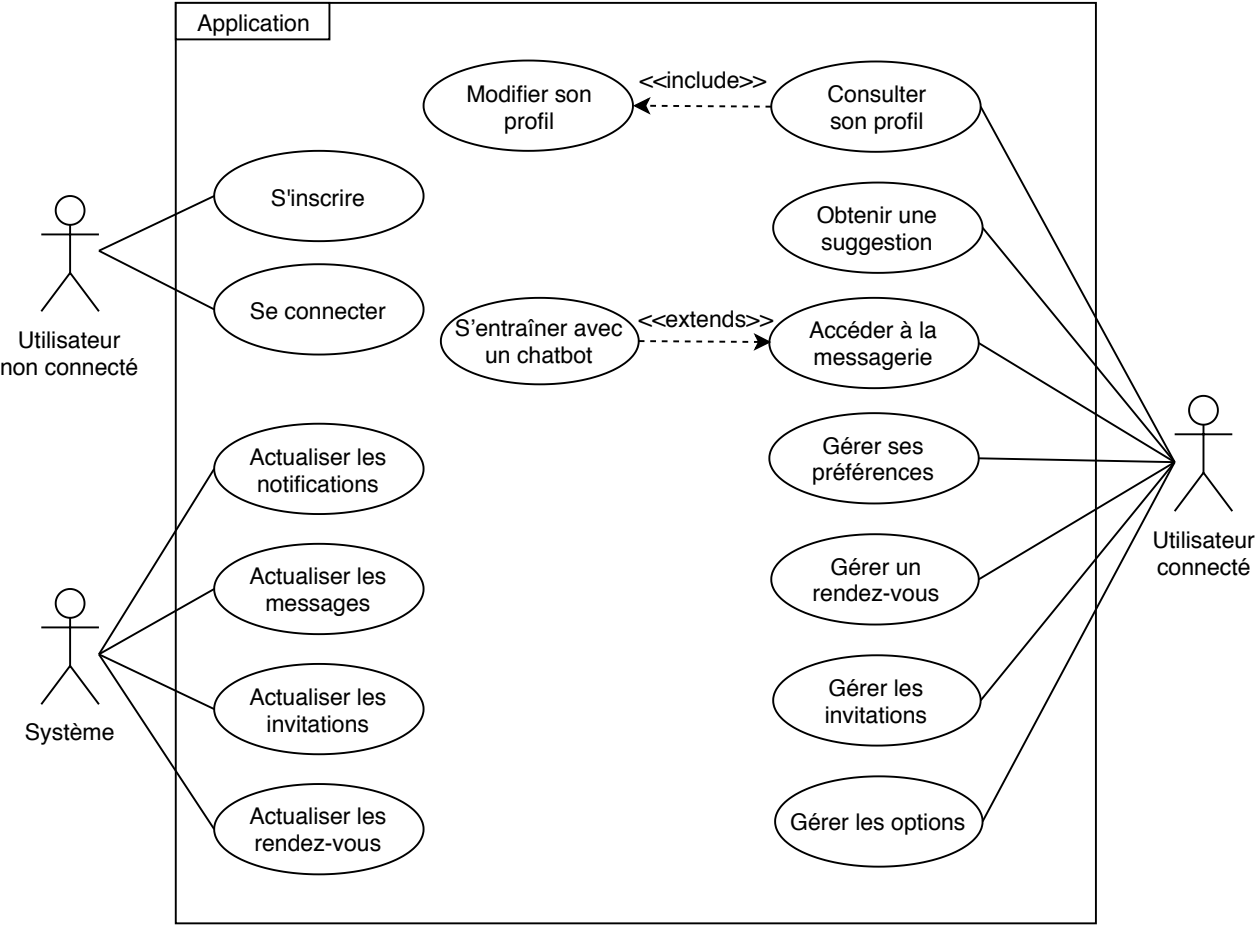 Application
Modifier son
profil
<<include>>
Consulter
son profil
S'inscrire
Obtenir une
suggestion
Se connecter
S'entraîner avec
un chatbot
<<extends>>
Accéder à la
messagerie
Utilisateur
non connecté
Actualiser les
notifications
Gérer ses
préférences
Utilisateur
connecté
Actualiser les
messages
Gérer un
rendez-vous
Système
Actualiser les
invitations
Gérer les
invitations
Actualiser les
rendez-vous
Gérer les options